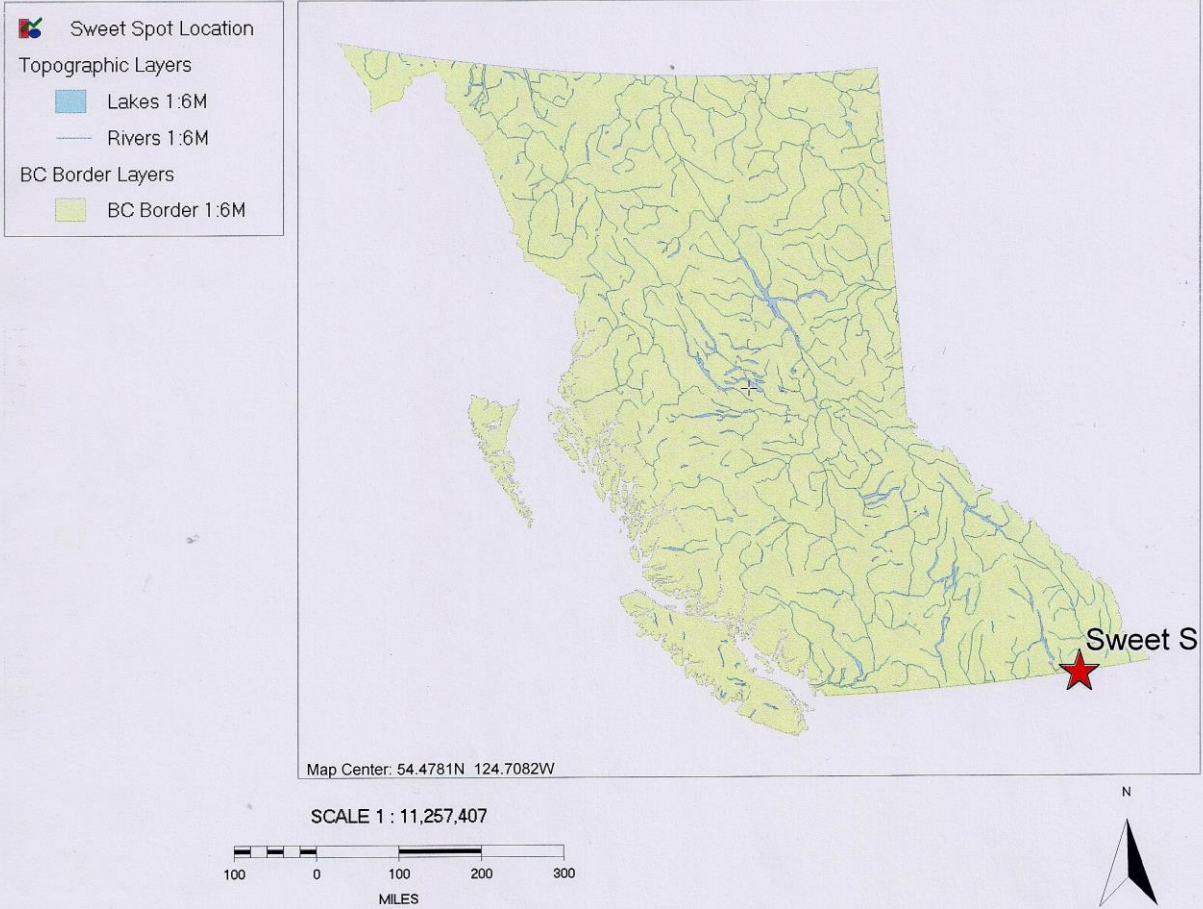 Sweet Spot Location
Topographic Layers
Lakes 1:6M
Rivers 1:6M
BC Border Layers
BC Border 1:6M
Sweet S
Map Center: 54.4781N 124.7082W
SCALE 1 : 11,257,407
100 0 100 200 300
MILES
N